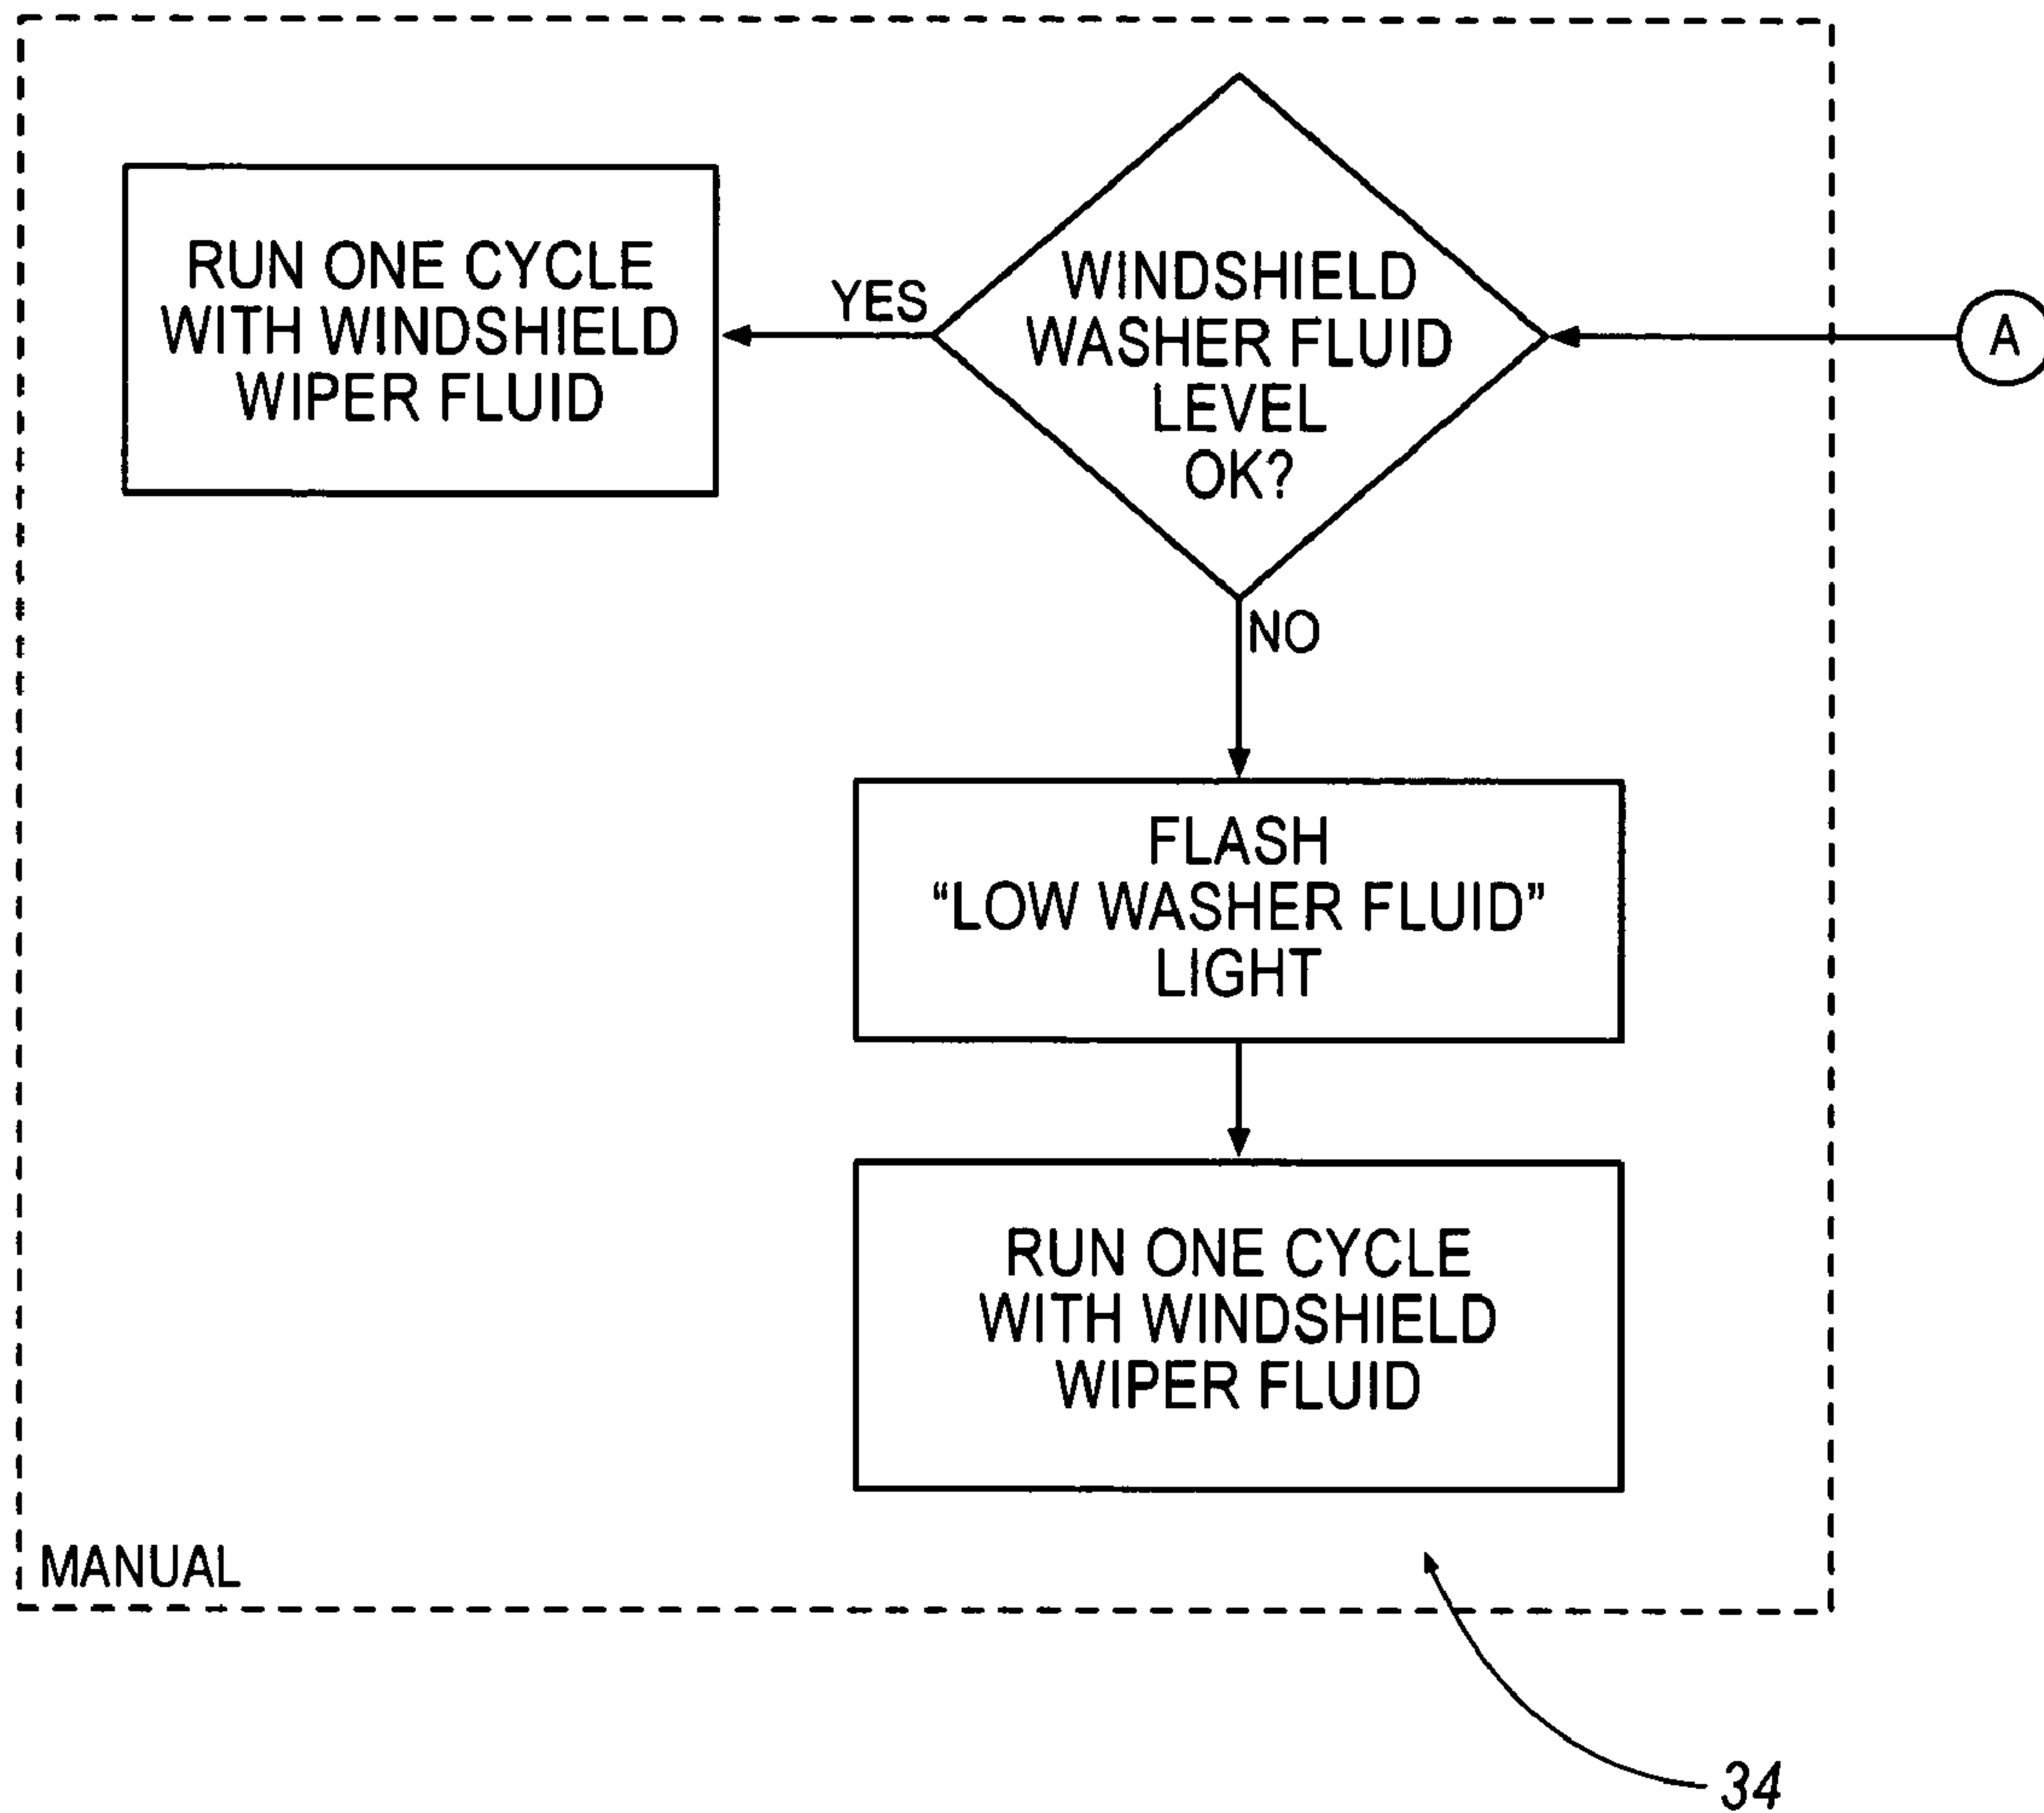 RUN ONE CYCLE
WITH WINDSHIELD
WIPER FLUID
YES
WINDSHIELD
WASHER FLUID
LEVEL
OK?
A
NO
FLASH
“LOW WASHER FLUID”
LIGHT
RUN ONE CYCLE
WITH WINDSHIELD
WIPER FLUID
MANUAL
34